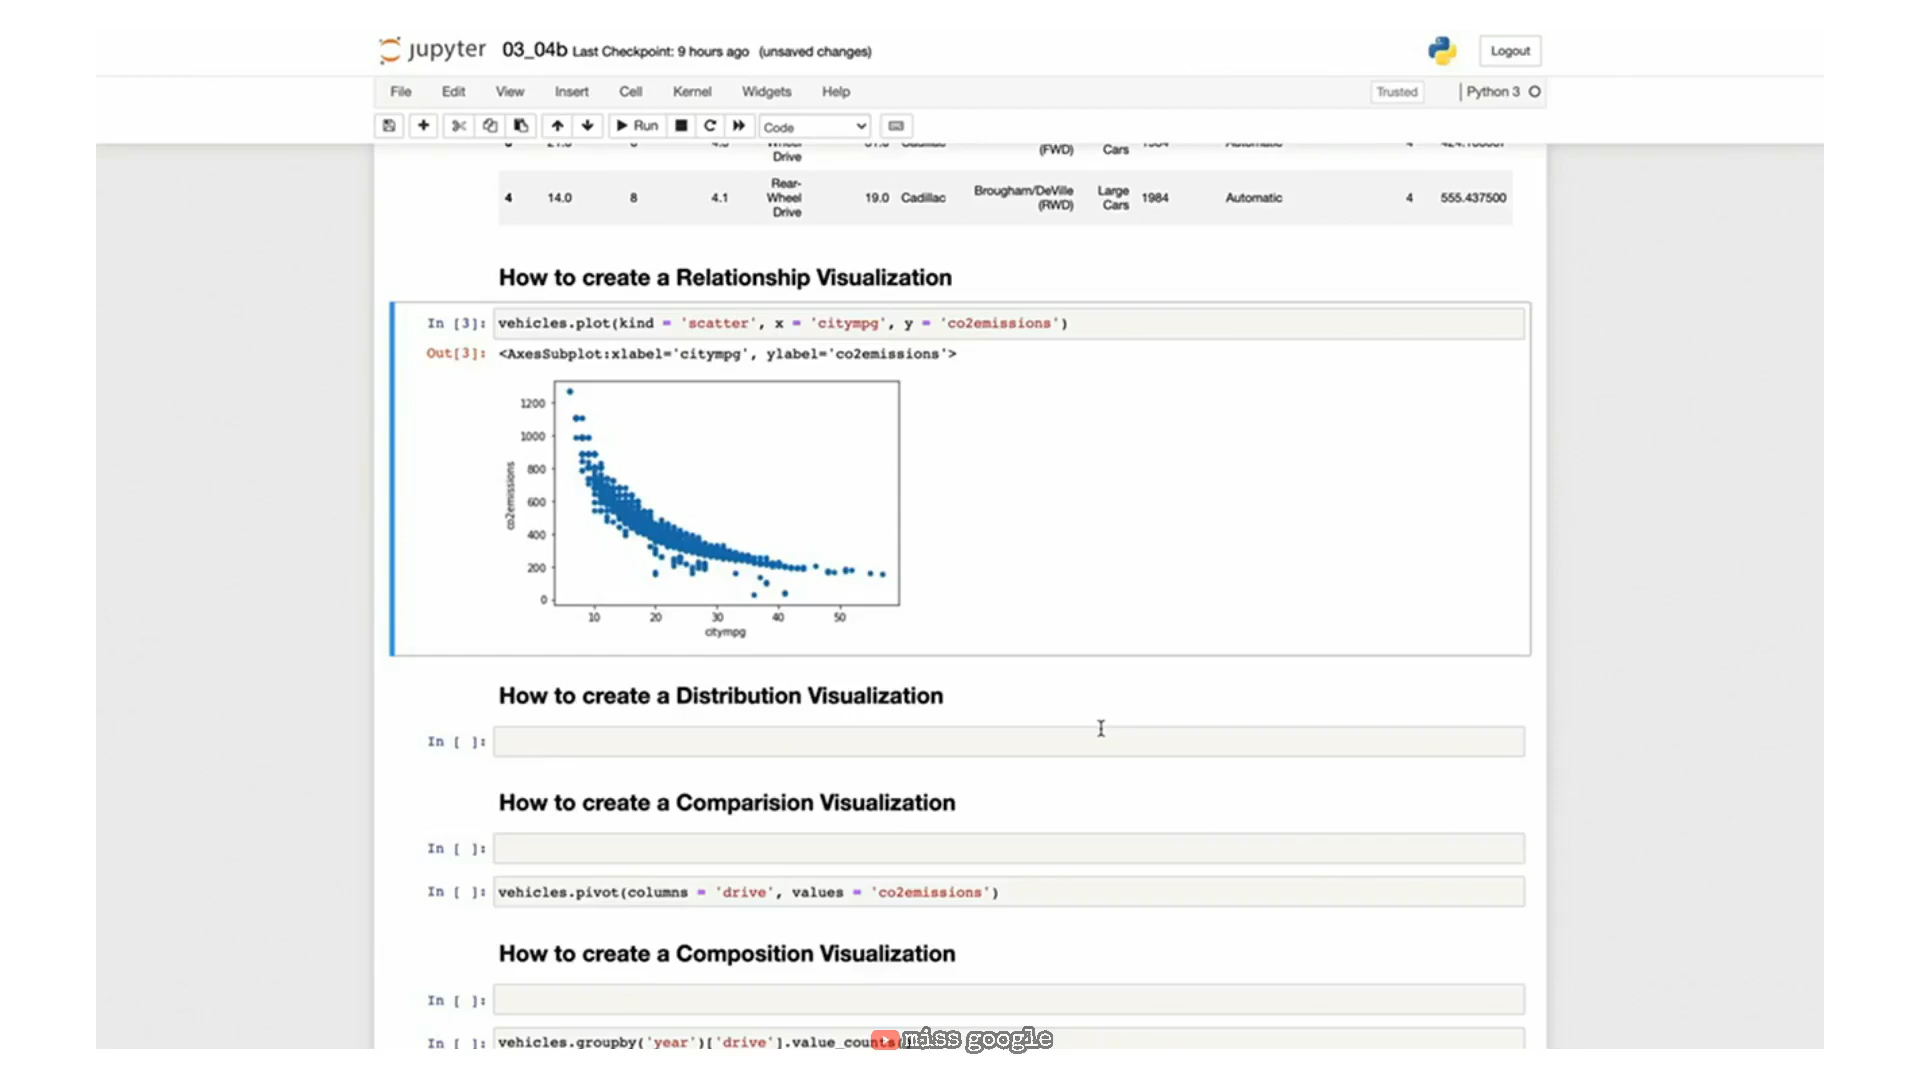 jupyter 03_04b Last Checkpoint: 9 hours ago (unsaved changes) Logout
File Edit View Insert Cell Kernel Widgets Help Trusted Python 3
Run Code
Drive (FWD) Cars
4 14.0 8 4.1 Rear-Wheel Drive 19.0 Cadillac Brougham/DeVille (RWD) Large Cars 1984 Automatic 4 555.437500
How to create a Relationship Visualization
In [3]: vehicles.plot(kind = 'scatter', x = 'citympg', y = 'co2emissions')
Out[3]: <AxesSubplot:xlabel='citympg', ylabel='co2emissions'>
1200
1000
800
600
400
200
0
co2emissions
10 20 30 40 50
citympg
How to create a Distribution Visualization
In [ ]:
How to create a Comparision Visualization
In [ ]:
In [ ]: vehicles.pivot(columns = 'drive', values = 'co2emissions')
How to create a Composition Visualization
In [ ]:
In [ ]: vehicles.groupby('year')['drive'].value_counts(
miss google